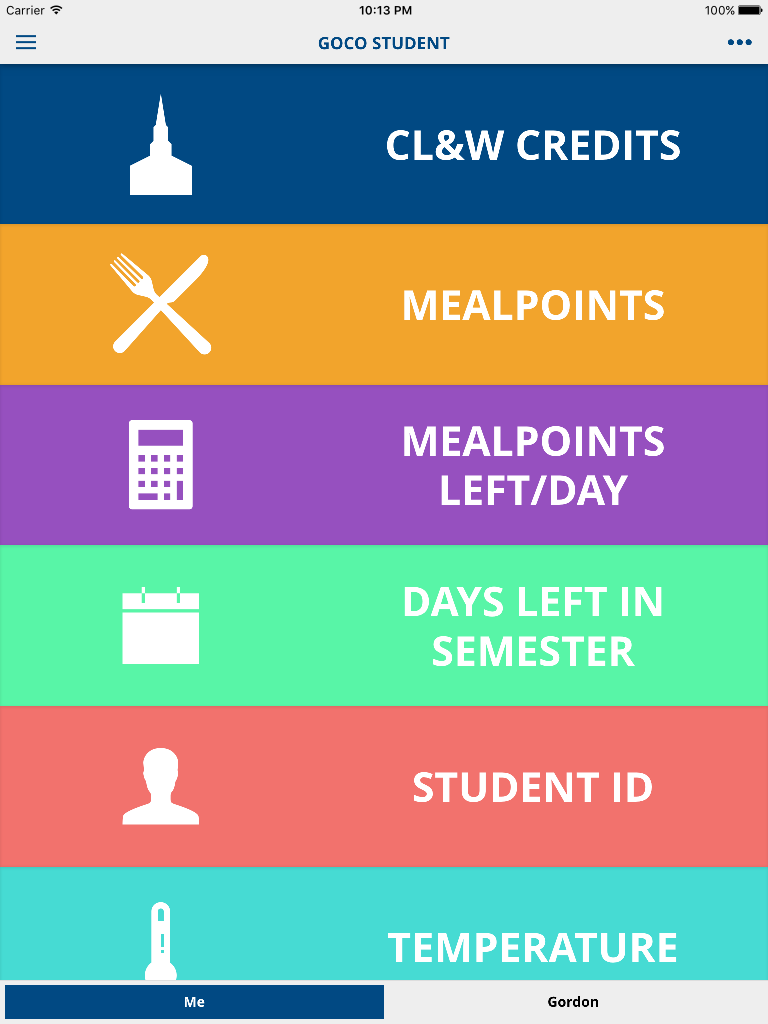 Carrier 10:13 PM 100%
GOCO STUDENT
CL&W CREDITS
MEALPOINTS
MEALPOINTS
LEFT/DAY
DAYS LEFT IN
SEMESTER
STUDENT ID
TEMPERATURE
Me Gordon